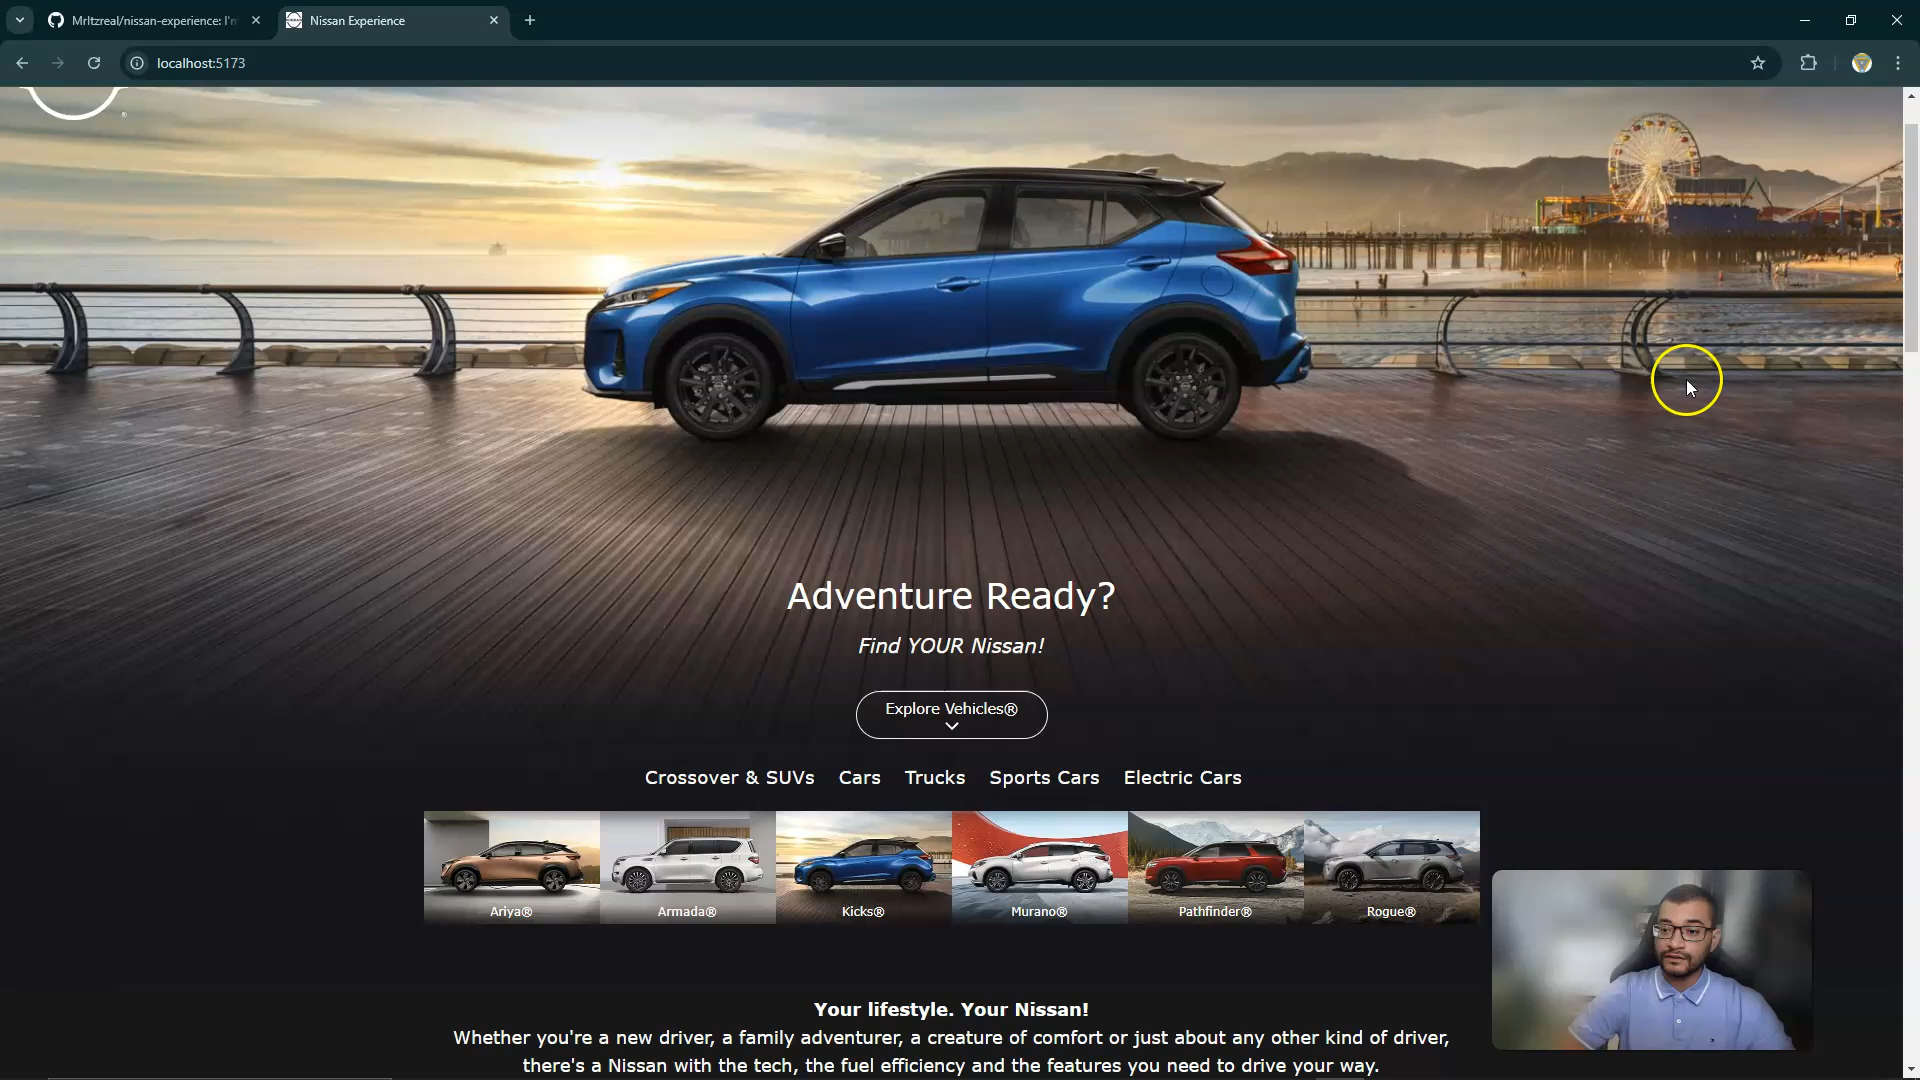 MrItzreal/nissan-experience: I'm
Nissan Experience
localhost:5173
Adventure Ready?
Find YOUR Nissan!
Explore Vehicles®
Crossover & SUVs Cars Trucks Sports Cars Electric Cars
Ariya® Armada® Kicks® Murano® Pathfinder® Rogue®
Your lifestyle. Your Nissan!
Whether you're a new driver, a family adventurer, a creature of comfort or just about any other kind of driver,
there's a Nissan with the tech, the fuel efficiency and the features you need to drive your way.